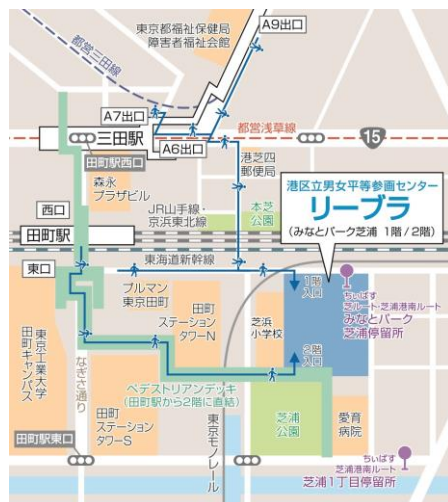 A9出口
東京都福祉保健局
障害者福祉会館
都営三田線
A7出口
三田駅
都営浅草線
15
A6出口
田町駅西口
港芝四
郵便局
森永
プラザビル
港区立男女平等参画センター
リーブラ
(みなとパーク芝浦 1階/2階)
本芝
公園
西口
JR山手線・
京浜東北線
田町駅
東海道新幹線
東口
1階
入口
ちぃばす
芝ルート・芝浦港南ルート
みなとパーク
芝浦停留所
プルマン
東京田町
田町
ステーション
タワーN
芝浜
小学校
東京工業大学
田町キャンパス
なぎさ通り
2階
入口
ペデストリアンデッキ
(田町駅から2階に直結)
田町
ステーション
タワーS
東京モノレール
芝浦
公園
愛育
病院
田町駅東口
ちぃばす
芝浦港南ルート
芝浦1丁目停留所